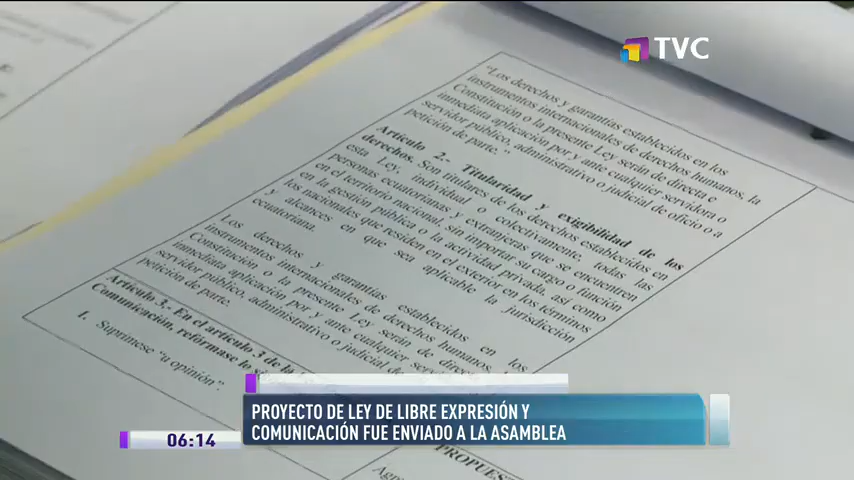 TVC
"Los derechos y garantías establecidos en los
instrumentos internacionales de derechos humanos, la
Constitución o la presente Ley serán de directa e
inmediata aplicación por y ante cualquier servidora o
servidor público, administrativo o judicial de oficio o a
petición de parte."
Artículo 2.- Titularidad y exigibilidad de los
derechos. Son titulares de los derechos establecidos en
esta Ley, individual o colectivamente, todas las
personas ecuatorianas y extranjeras que se encuentren
en el territorio nacional, sin importar su cargo o función
en la gestión pública o la actividad privada, así como
los nacionales que residen en el exterior en los términos
y alcances en que sea aplicable la jurisdicción
ecuatoriana.
Los derechos y garantías establecidos en los
instrumentos internacionales de derechos humanos, la
Constitución o la presente Ley serán de
inmediata aplicación por y ante cualquier
servidor público, administrativo o judicial de
petición de parte.
Artículo 3.- En el artículo 3 de la
Comunicación, refórmase lo
1. Suprímese "u opinión".
PROYECTO DE LEY DE LIBRE EXPRESIÓN Y
COMUNICACIÓN FUE ENVIADO A LA ASAMBLEA
06:14